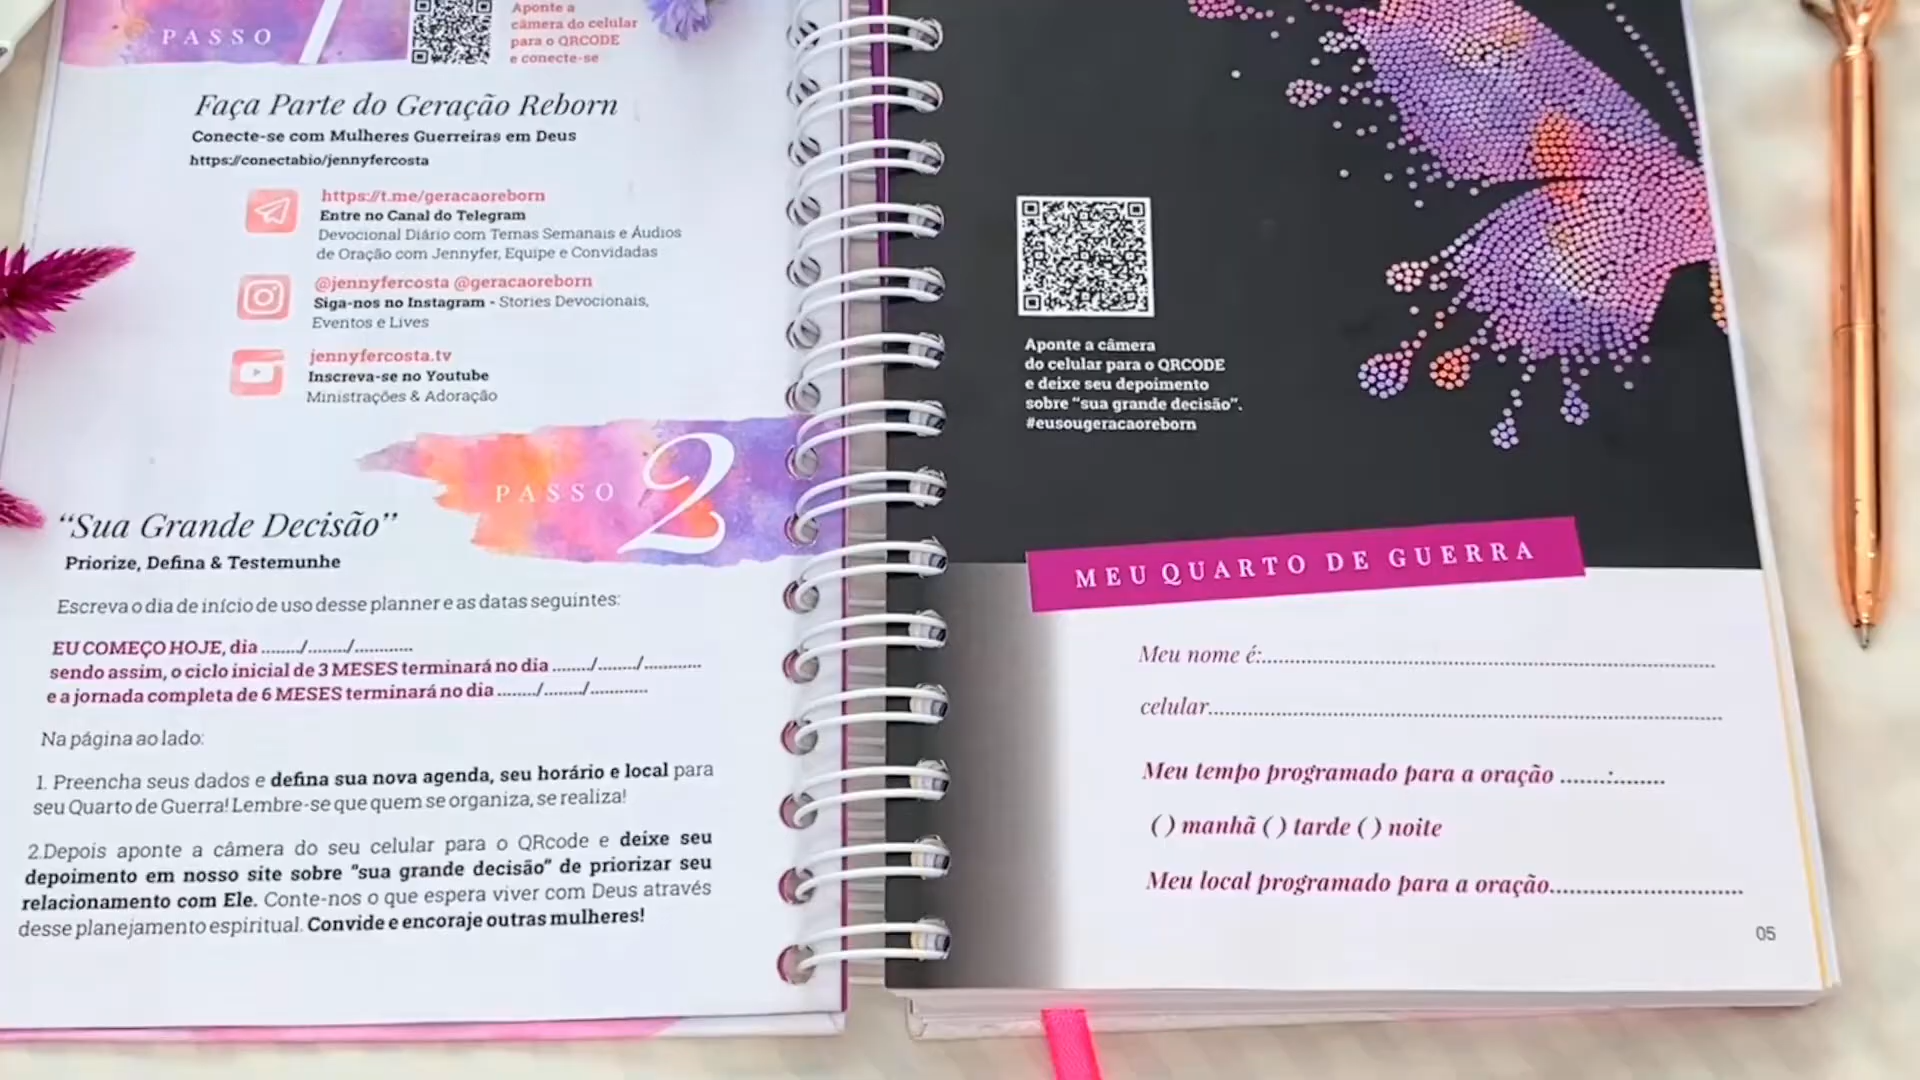 PASSO 1
Aponte a
câmera do celular
para o QRCODE
e conecte-se
Faça Parte do Geração Reborn
Conecte-se com Mulheres Guerreiras em Deus
https://conectabio/jennyfercosta
https://t.me/geracaoreborn
Entre no Canal do Telegram
Devocional Diário com Temas Semanais e Áudios
de Oração com Jennyfer, Equipe e Convidadas
@jennyfercosta @geracaoreborn
Siga-nos no Instagram - Stories Devocionais,
Eventos e Lives
jennyfercosta.tv
Inscreva-se no Youtube
Ministrações & Adoração
PASSO 2
“Sua Grande Decisão”
Priorize, Defina & Testemunhe
Escreva o dia de início de uso desse planner e as datas seguintes:
EU COMEÇO HOJE, dia ......../......../............
sendo assim, o ciclo inicial de 3 MESES terminará no dia ......../......../............
e a jornada completa de 6 MESES terminará no dia ......../......../............
Na página ao lado:
1. Preencha seus dados e defina sua nova agenda, seu horário e local para
seu Quarto de Guerra! Lembre-se que quem se organiza, se realiza!
2.Depois aponte a câmera do seu celular para o QRcode e deixe seu
depoimento em nosso site sobre "sua grande decisão" de priorizar seu
relacionamento com Ele. Conte-nos o que espera viver com Deus através
desse planejamento espiritual. Convide e encoraje outras mulheres!
Aponte a câmera
do celular para o QRCODE
e deixe seu depoimento
sobre "sua grande decisão".
#eusougeracaoreborn
MEU QUARTO DE GUERRA
Meu nome é:................................................................
celular................................................................
Meu tempo programado para a oração .......:.......
( ) manhã ( ) tarde ( ) noite
Meu local programado para a oração............................
05